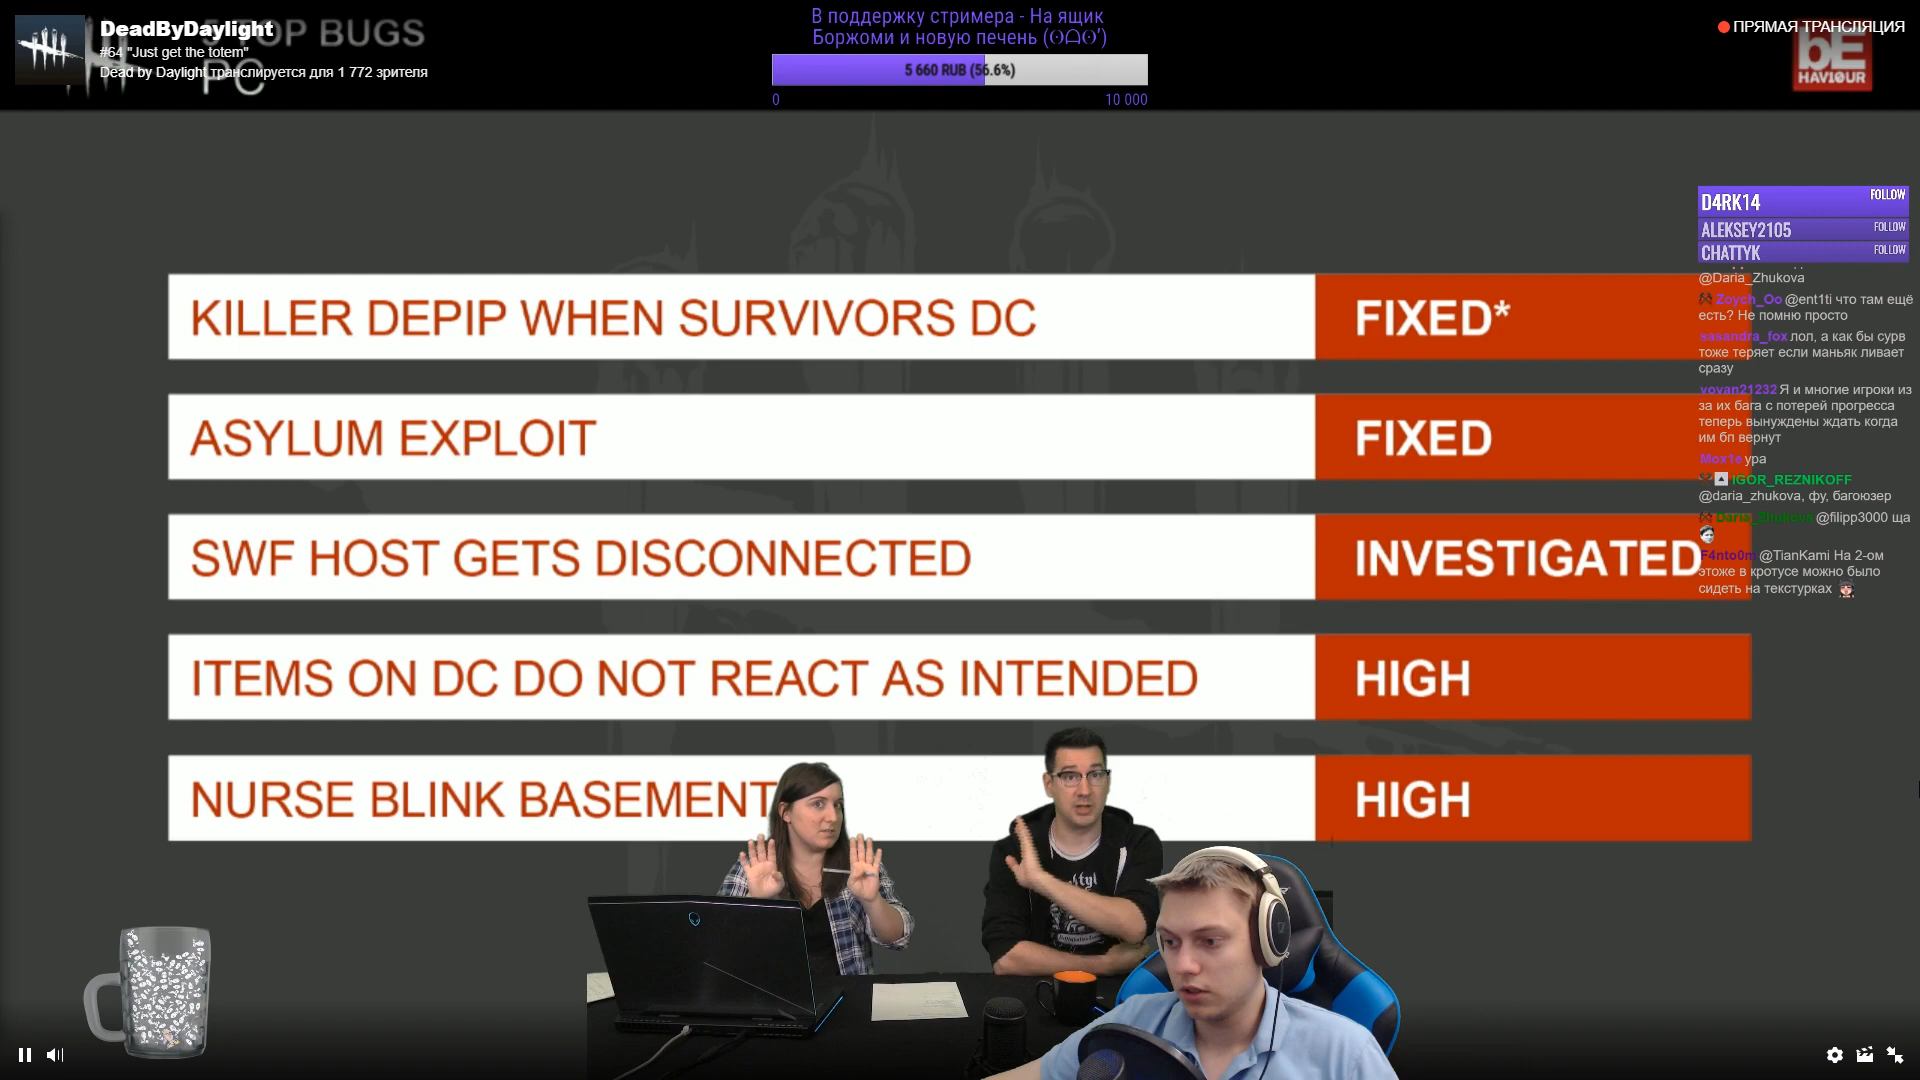 DeadByDaylight
#64 "Just get the totem"
Dead by Daylight транслируется для 1 772 зрителя
5 TOP BUGS
PC
В поддержку стримера - На ящик
Боржоми и новую печень
5 660 RUB (56.6%)
0
10 000
ПРЯМАЯ ТРАНСЛЯЦИЯ
bE
HAVIOUR
D4RK14 FOLLOW
ALEKSEY2105 FOLLOW
CHATTYK FOLLOW
@Daria_Zhukova
Zoych_Oo @ent1ti что там ещё
есть? Не помню просто
sasandra_fox лол, а как бы сурв
тоже теряет если маньяк ливает
сразу
vovan21232 Я и многие игроки из
за их бага с потерей прогресса
теперь вынуждены ждать когда
им бп вернут
Mox1e ура
IGOR_REZNIKOFF
@daria_zhukova, фу, багоюзер
Daria_Zhukova @filipp3000 ща
F4nto0m @TianKami На 2-ом
этоже в кротусе можно было
сидеть на текстурках
KILLER DEPIP WHEN SURVIVORS DC FIXED*
ASYLUM EXPLOIT FIXED
SWF HOST GETS DISCONNECTED INVESTIGATED
ITEMS ON DC DO NOT REACT AS INTENDED HIGH
NURSE BLINK BASEMENT HIGH